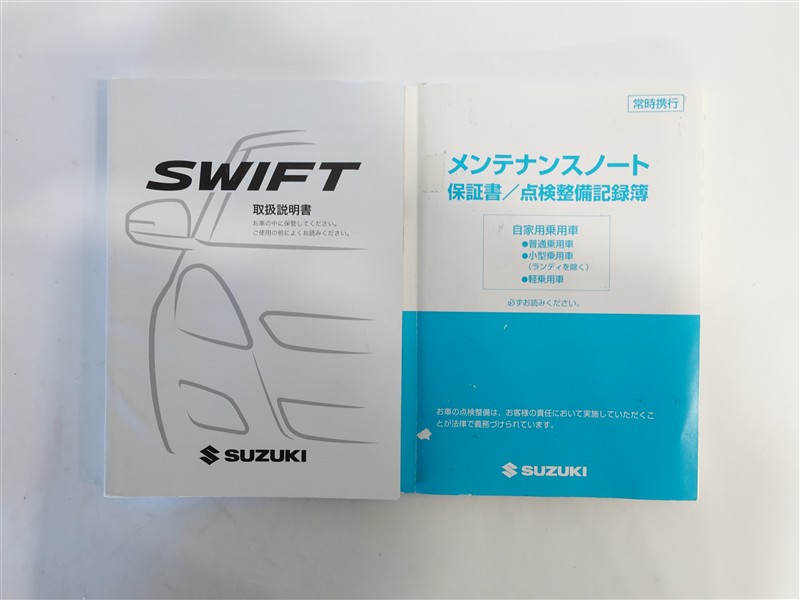 SWIFT
取扱説明書
お車の中に保管してください。
ご使用の前によくお読みください。
SUZUKI
常時携行
メンテナンスノート
保証書／点検整備記録簿
自家用乗用車
●普通乗用車
●小型乗用車
（ランディを除く）
●軽乗用車
必ずお読みください。
お車の点検整備は、お客様の責任において実施していただくこ
とが法律で義務づけられています。
SUZUKI